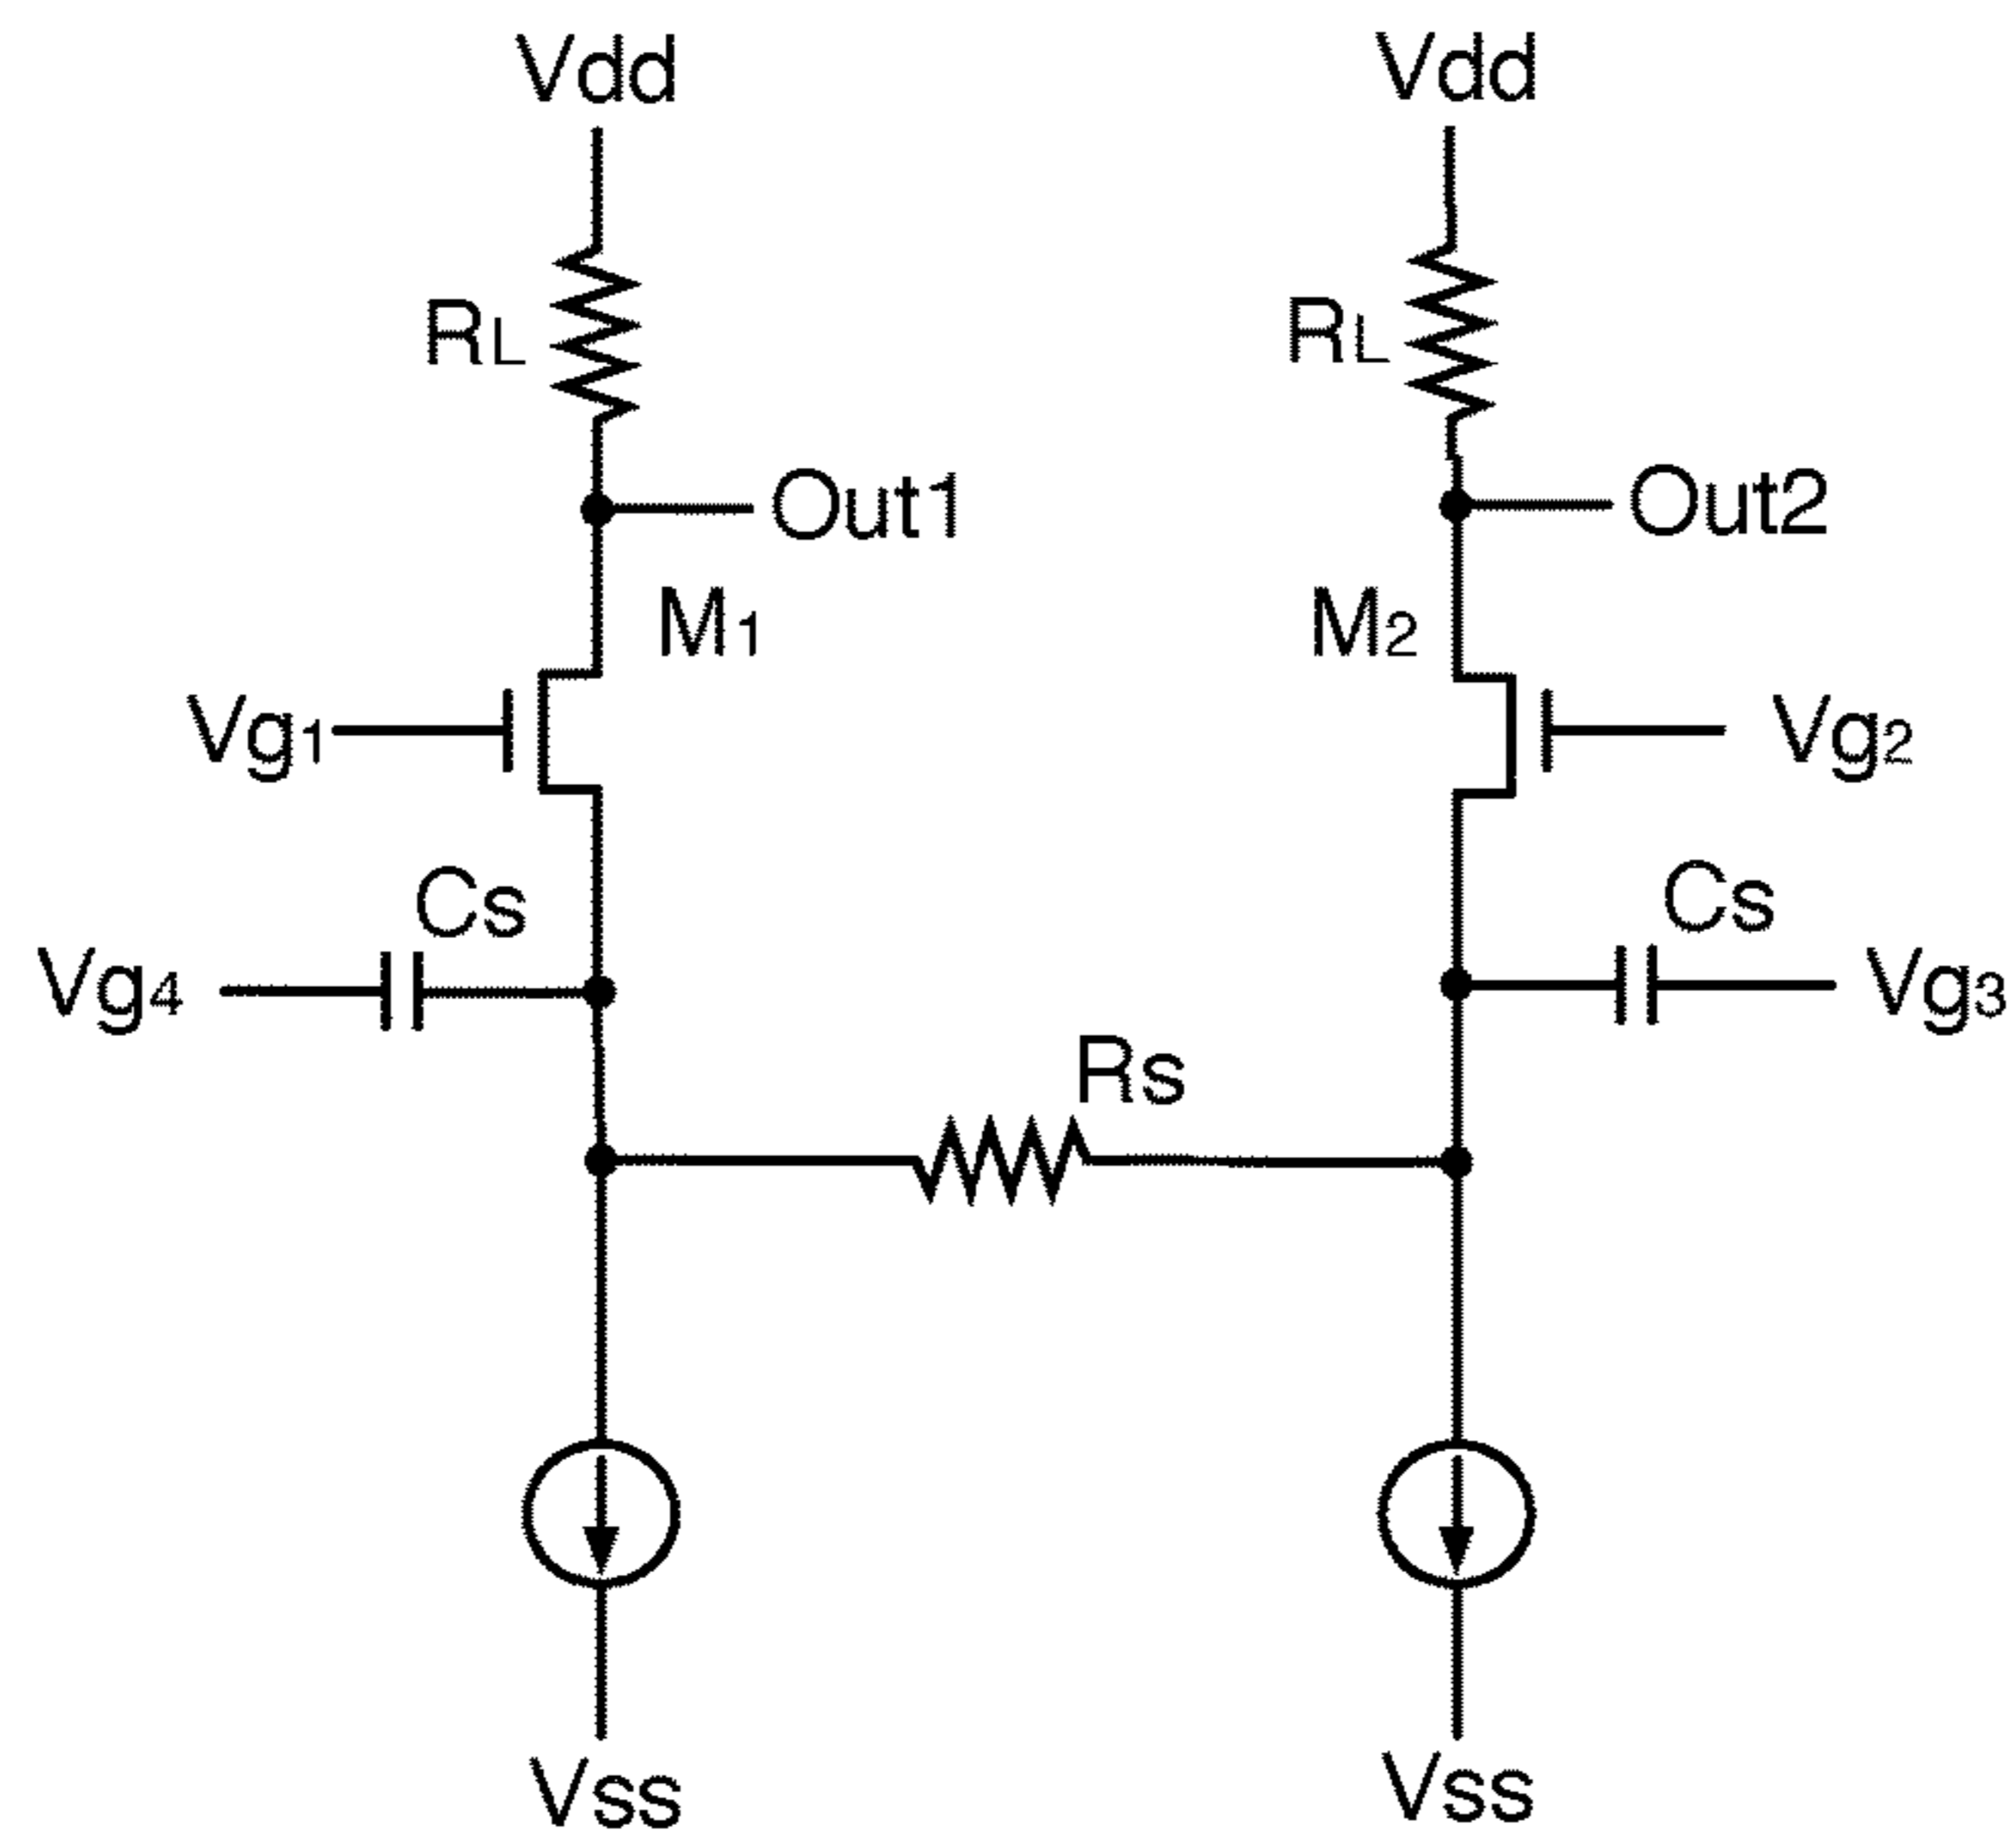 Vdd Vdd
RL RL
Out1 Out2
M1 M2
Vg1 Vg2
Cs Cs
Vg4 Vg3
Rs
Vss Vss